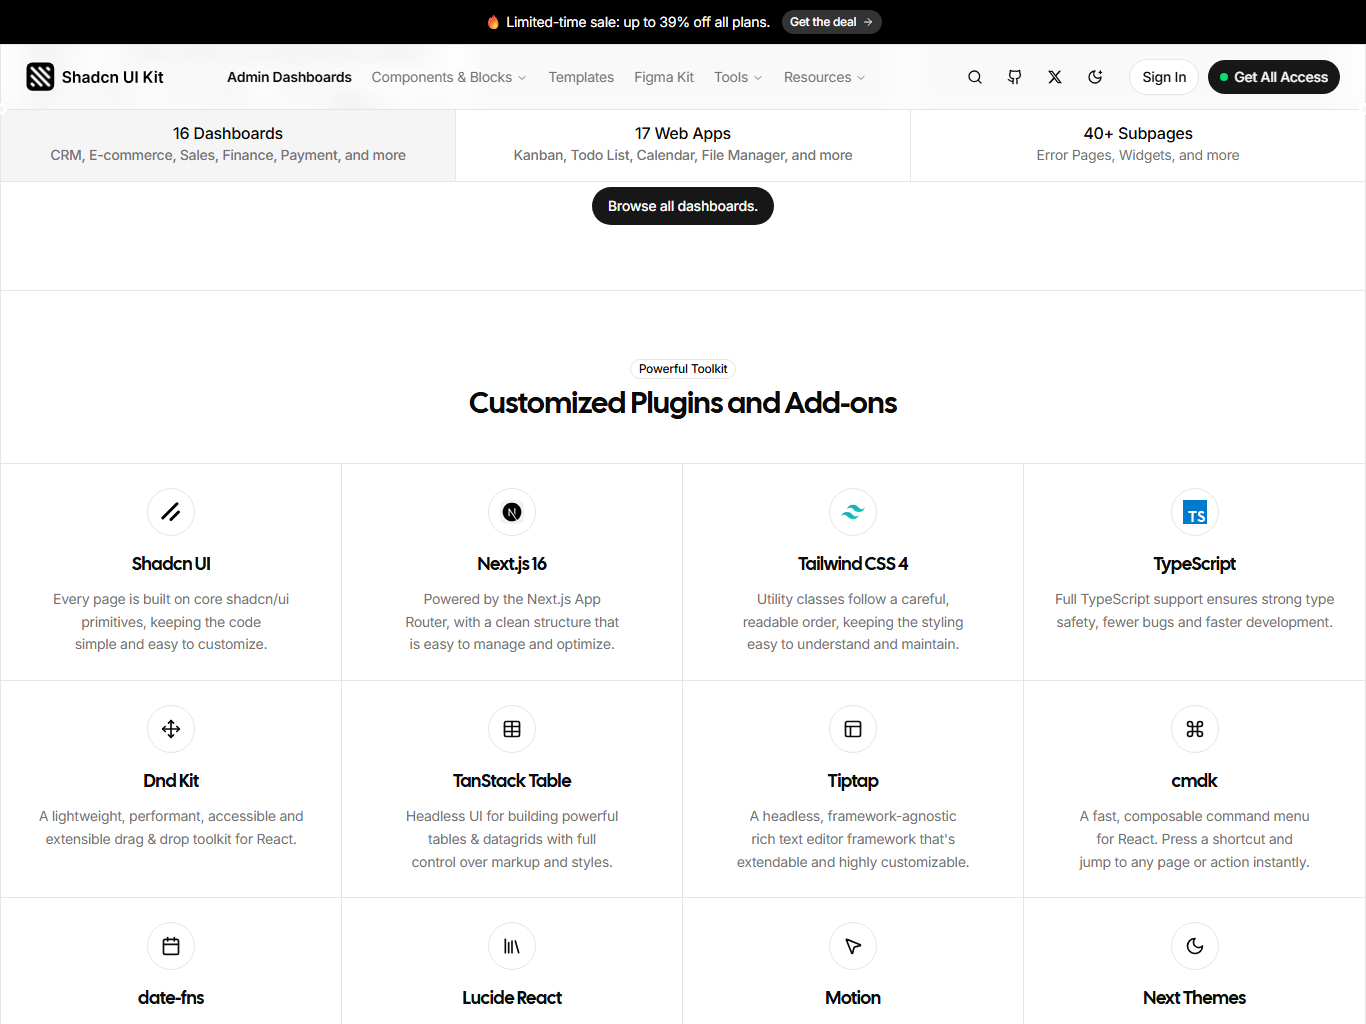 🔥 Limited-time sale: up to 39% off all plans. Get the deal →
Shadcn UI Kit Admin Dashboards Components & Blocks Templates Figma Kit Tools Resources Sign In Get All Access
16 Dashboards
CRM, E-commerce, Sales, Finance, Payment, and more
17 Web Apps
Kanban, Todo List, Calendar, File Manager, and more
40+ Subpages
Error Pages, Widgets, and more
Browse all dashboards.
Powerful Toolkit
Customized Plugins and Add-ons
Shadcn UI
Every page is built on core shadcn/ui
primitives, keeping the code
simple and easy to customize.
N
Next.js 16
Powered by the Next.js App
Router, with a clean structure that
is easy to manage and optimize.
Tailwind CSS 4
Utility classes follow a careful,
readable order, keeping the styling
easy to understand and maintain.
TS
TypeScript
Full TypeScript support ensures strong type
safety, fewer bugs and faster development.
Dnd Kit
A lightweight, performant, accessible and
extensible drag & drop toolkit for React.
TanStack Table
Headless UI for building powerful
tables & datagrids with full
control over markup and styles.
Tiptap
A headless, framework-agnostic
rich text editor framework that's
extendable and highly customizable.
cmdk
A fast, composable command menu
for React. Press a shortcut and
jump to any page or action instantly.
date-fns
Lucide React
Motion
Next Themes